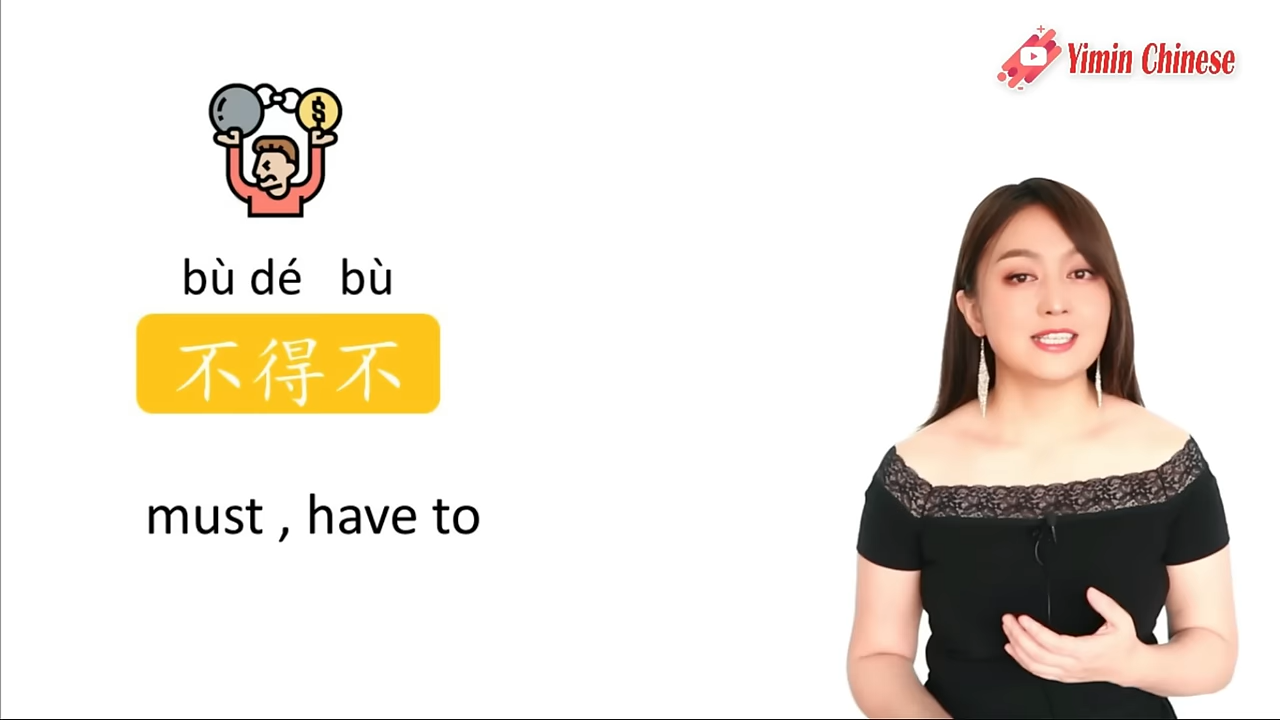 Yimin Chinese
$
bù dé bù
不得不
must , have to